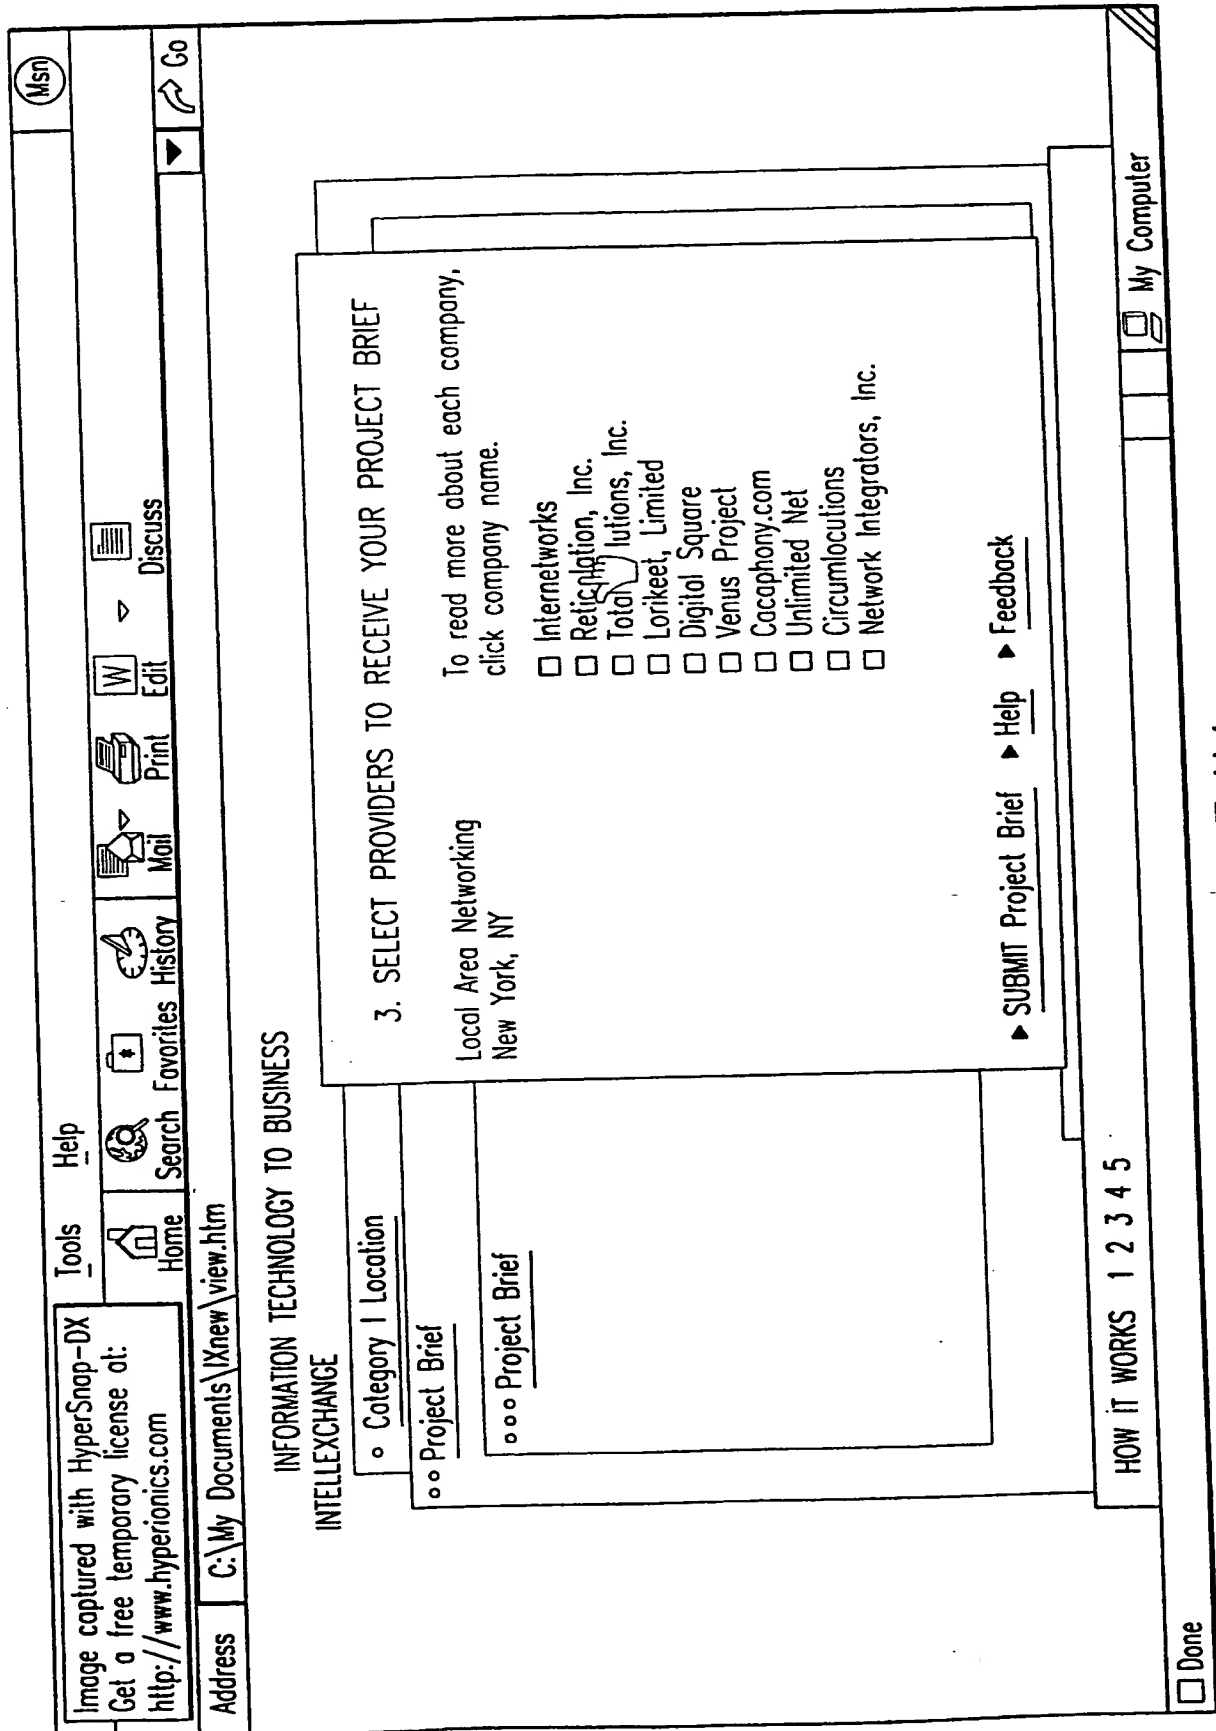 Image captured with HyperSnap-DX
Get a free temporary license at:
http://www.hyperionics.com
Tools Help
Msn
Home Search Favorites History Mail Print Edit Discuss
Address C:\My Documents\IXnew\view.htm Go
INFORMATION TECHNOLOGY TO BUSINESS
INTELLEXCHANGE
Category | Location
Project Brief
Project Brief
3. SELECT PROVIDERS TO RECEIVE YOUR PROJECT BRIEF
Local Area Networking
New York, NY
To read more about each company,
click company name.
Internetworks
Inc.
Total lutions, Inc.
Lorikeet, Limited
Digital Square
Venus Project
Cacaphony.com
Unlimited Net
Circumlocutions
Network Integrators, Inc.
SUBMIT Project Brief Help Feedback
HOW IT WORKS 1 2 3 4 5
Done
My Computer